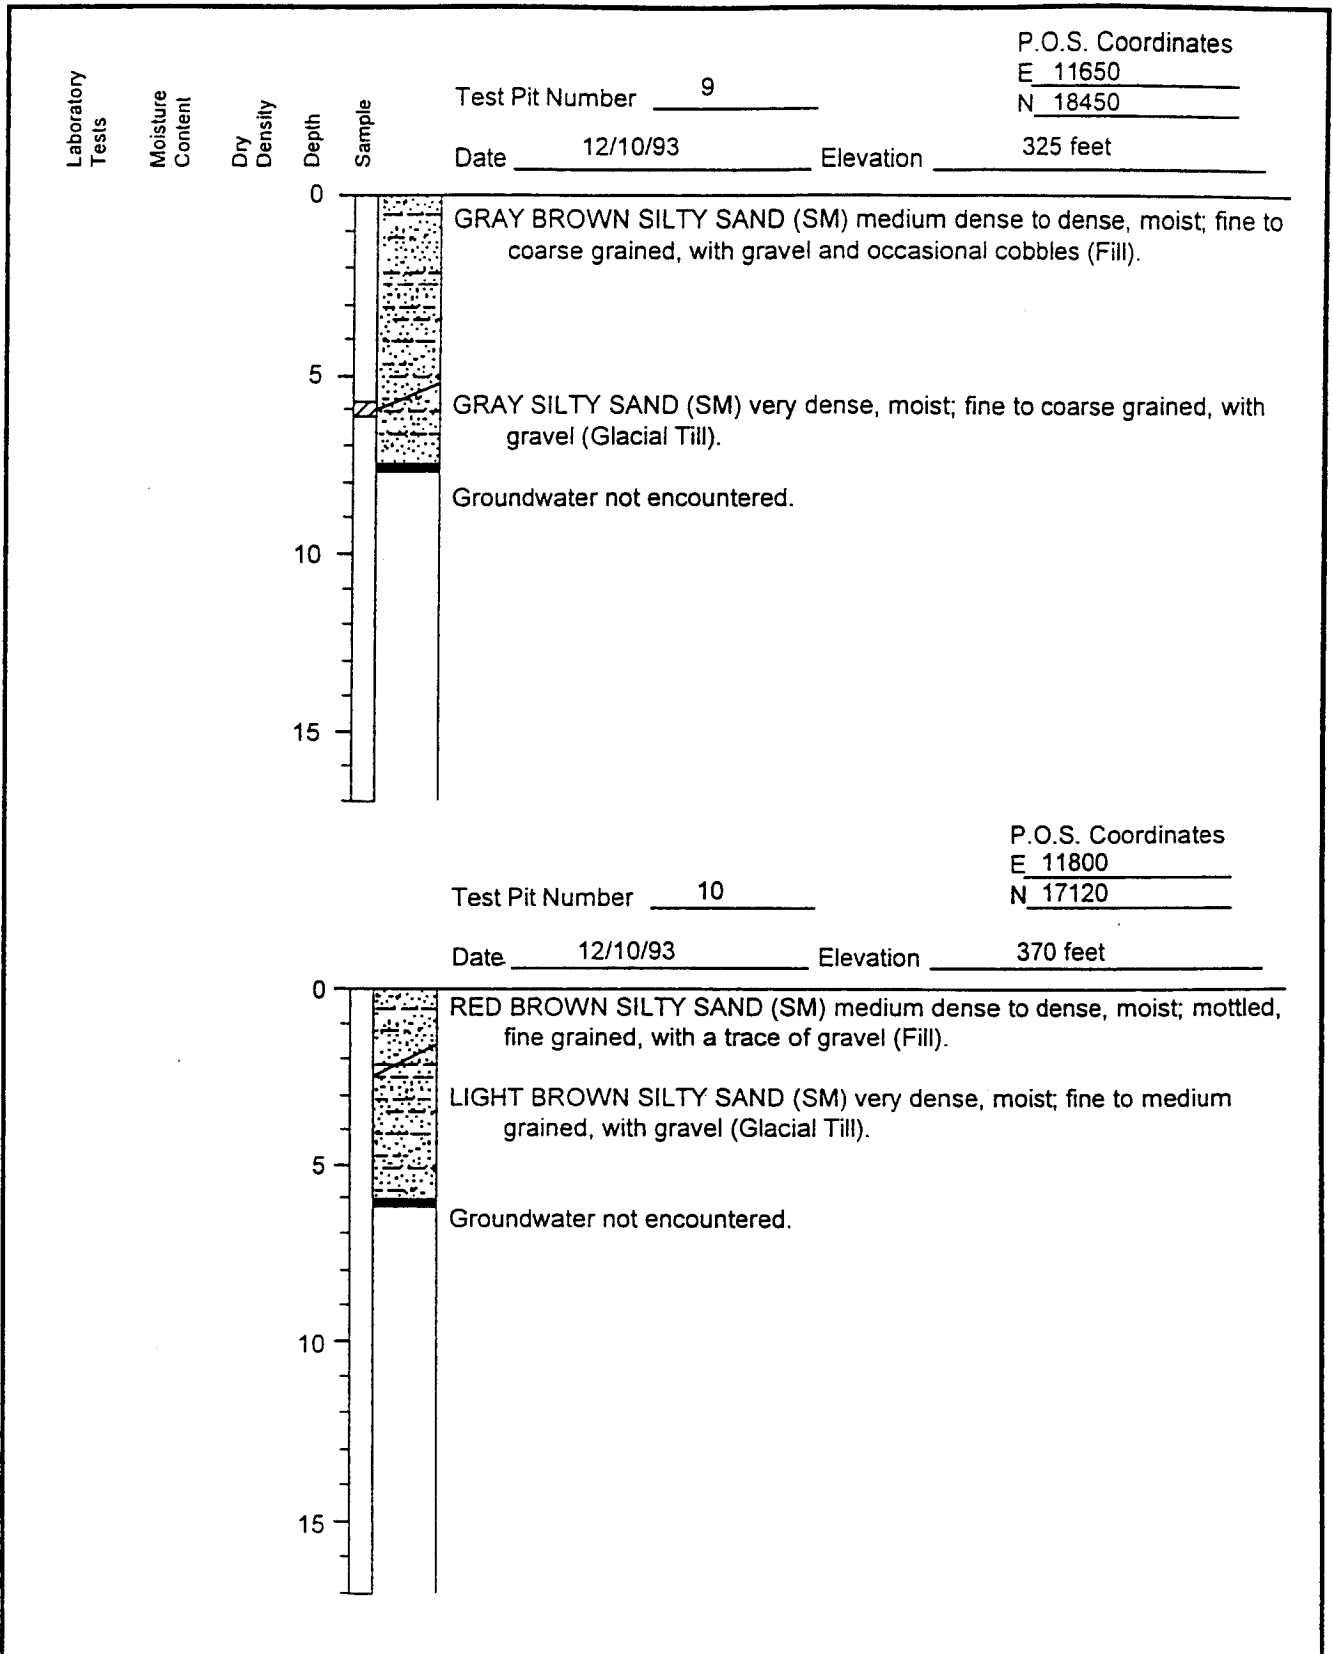 P.O.S. Coordinates
E 11650
N 18450
Test Pit Number 9
Date 12/10/93 Elevation 325 feet
Laboratory
Tests
Moisture
Content
Dry
Density
Depth
Sample
0
GRAY BROWN SILTY SAND (SM) medium dense to dense, moist; fine to
coarse grained, with gravel and occasional cobbles (Fill).
5
GRAY SILTY SAND (SM) very dense, moist; fine to coarse grained, with
gravel (Glacial Till).
Groundwater not encountered.
10
15
P.O.S. Coordinates
E 11800
N 17120
Test Pit Number 10
Date 12/10/93 Elevation 370 feet
0
RED BROWN SILTY SAND (SM) medium dense to dense, moist; mottled,
fine grained, with a trace of gravel (Fill).
LIGHT BROWN SILTY SAND (SM) very dense, moist; fine to medium
grained, with gravel (Glacial Till).
5
Groundwater not encountered.
10
15